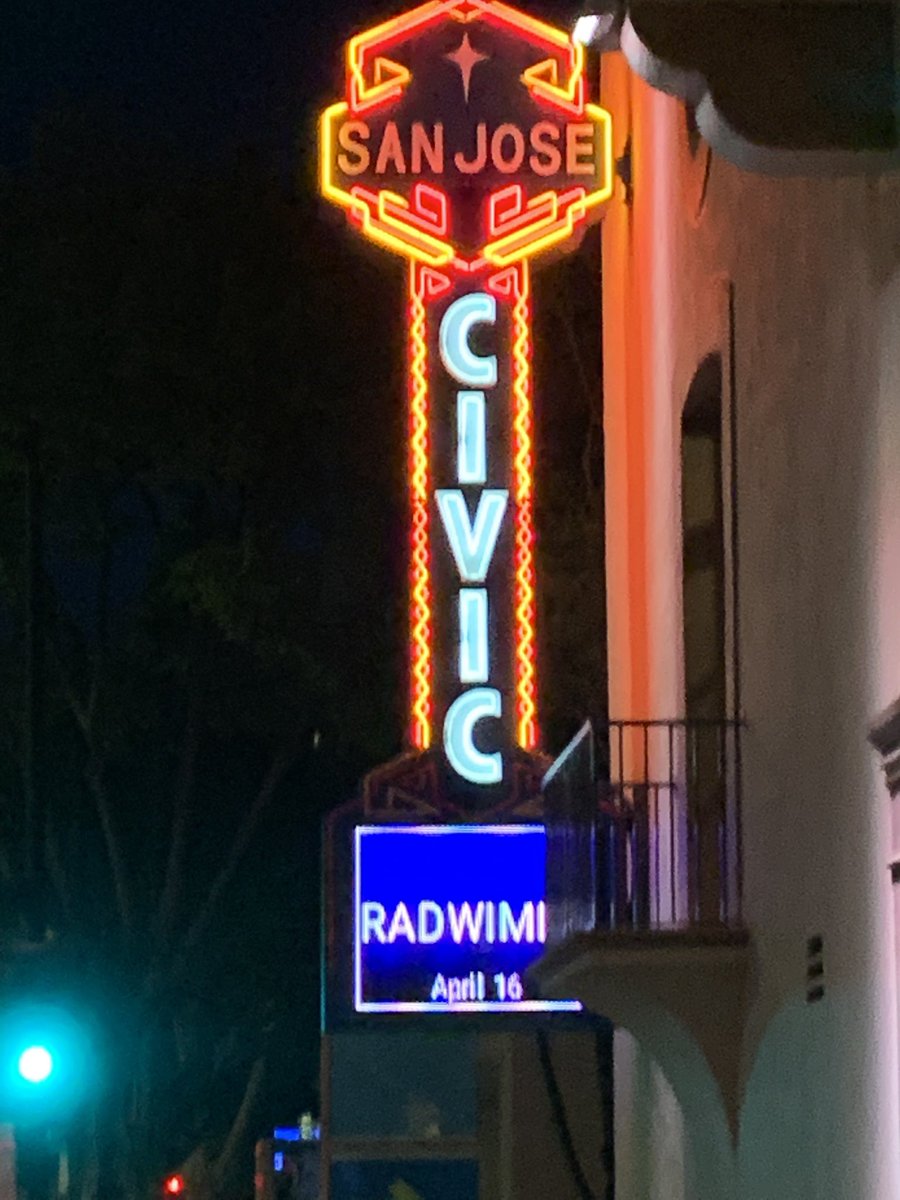 SAN JOSE
CIVIC
RADWIM
April 16